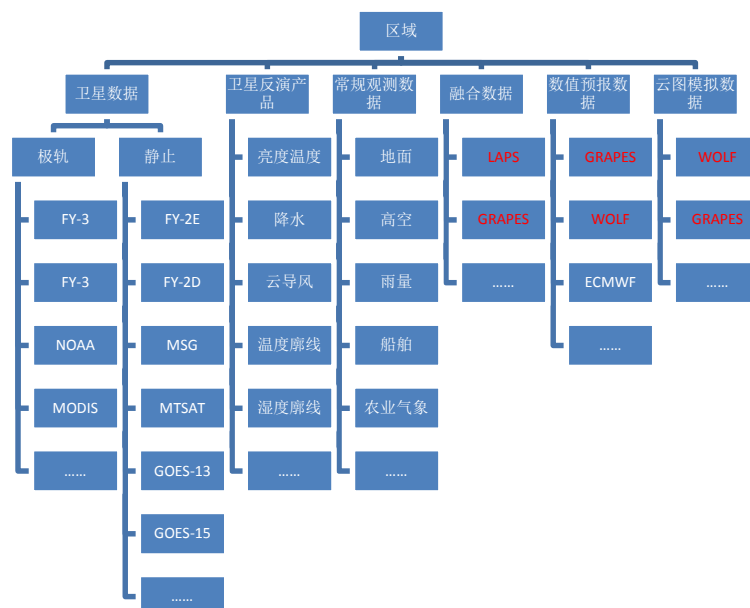 区域
卫星数据
卫星反演产
品
常规观测数
据
融合数据
数值预报数
据
云图模拟数
据
极轨
静止
FY-3
FY-3
NOAA
MODIS
……
FY-2E
FY-2D
MSG
MTSAT
GOES-13
GOES-15
……
亮度温度
降水
云导风
温度廓线
湿度廓线
……
地面
高空
雨量
船舶
农业气象
……
LAPS
GRAPES
……
GRAPES
WOLF
ECMWF
……
WOLF
GRAPES
……